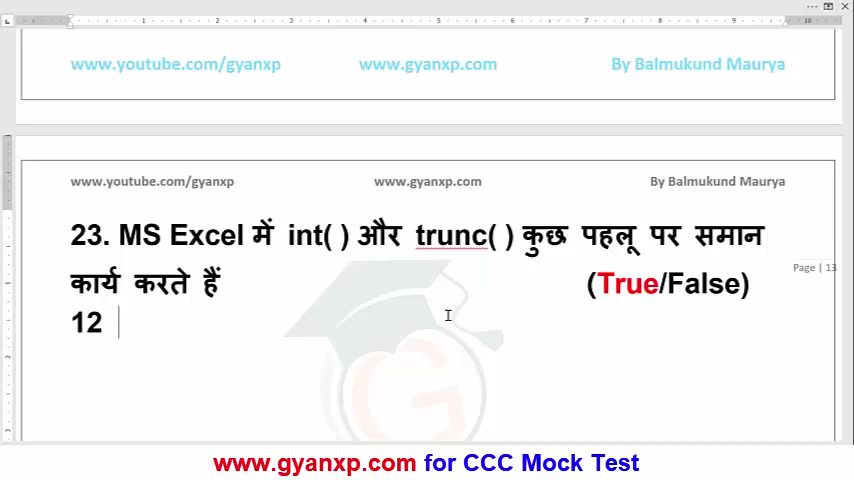 www.youtube.com/gyanxp www.gyanxp.com By Balmukund Maurya
www.youtube.com/gyanxp www.gyanxp.com By Balmukund Maurya
23. MS Excel में int( ) और trunc( ) कुछ पहलू पर समान
Page | 13
कार्य करते हैं (True/False)
12
www.gyanxp.com for CCC Mock Test